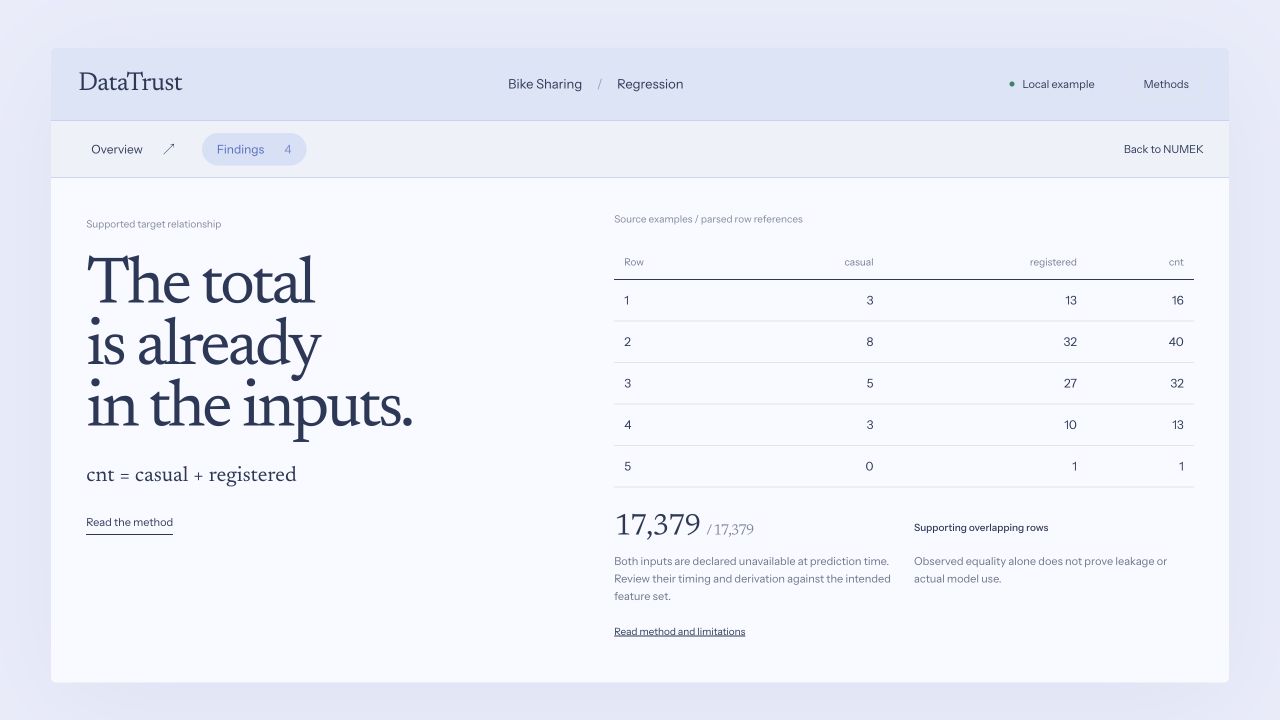 DataTrust
Bike Sharing / Regression
Local example
Methods
Overview ↗
Findings 4
Back to NUMEK
Supported target relationship
The total
is already
in the inputs.
cnt = casual + registered
Read the method
Source examples / parsed row references
Row casual registered cnt
1 3 13 16
2 8 32 40
3 5 27 32
4 3 10 13
5 0 1 1
17,379 / 17,379
Both inputs are declared unavailable at prediction time.
Review their timing and derivation against the intended
feature set.
Read method and limitations
Supporting overlapping rows
Observed equality alone does not prove leakage or
actual model use.